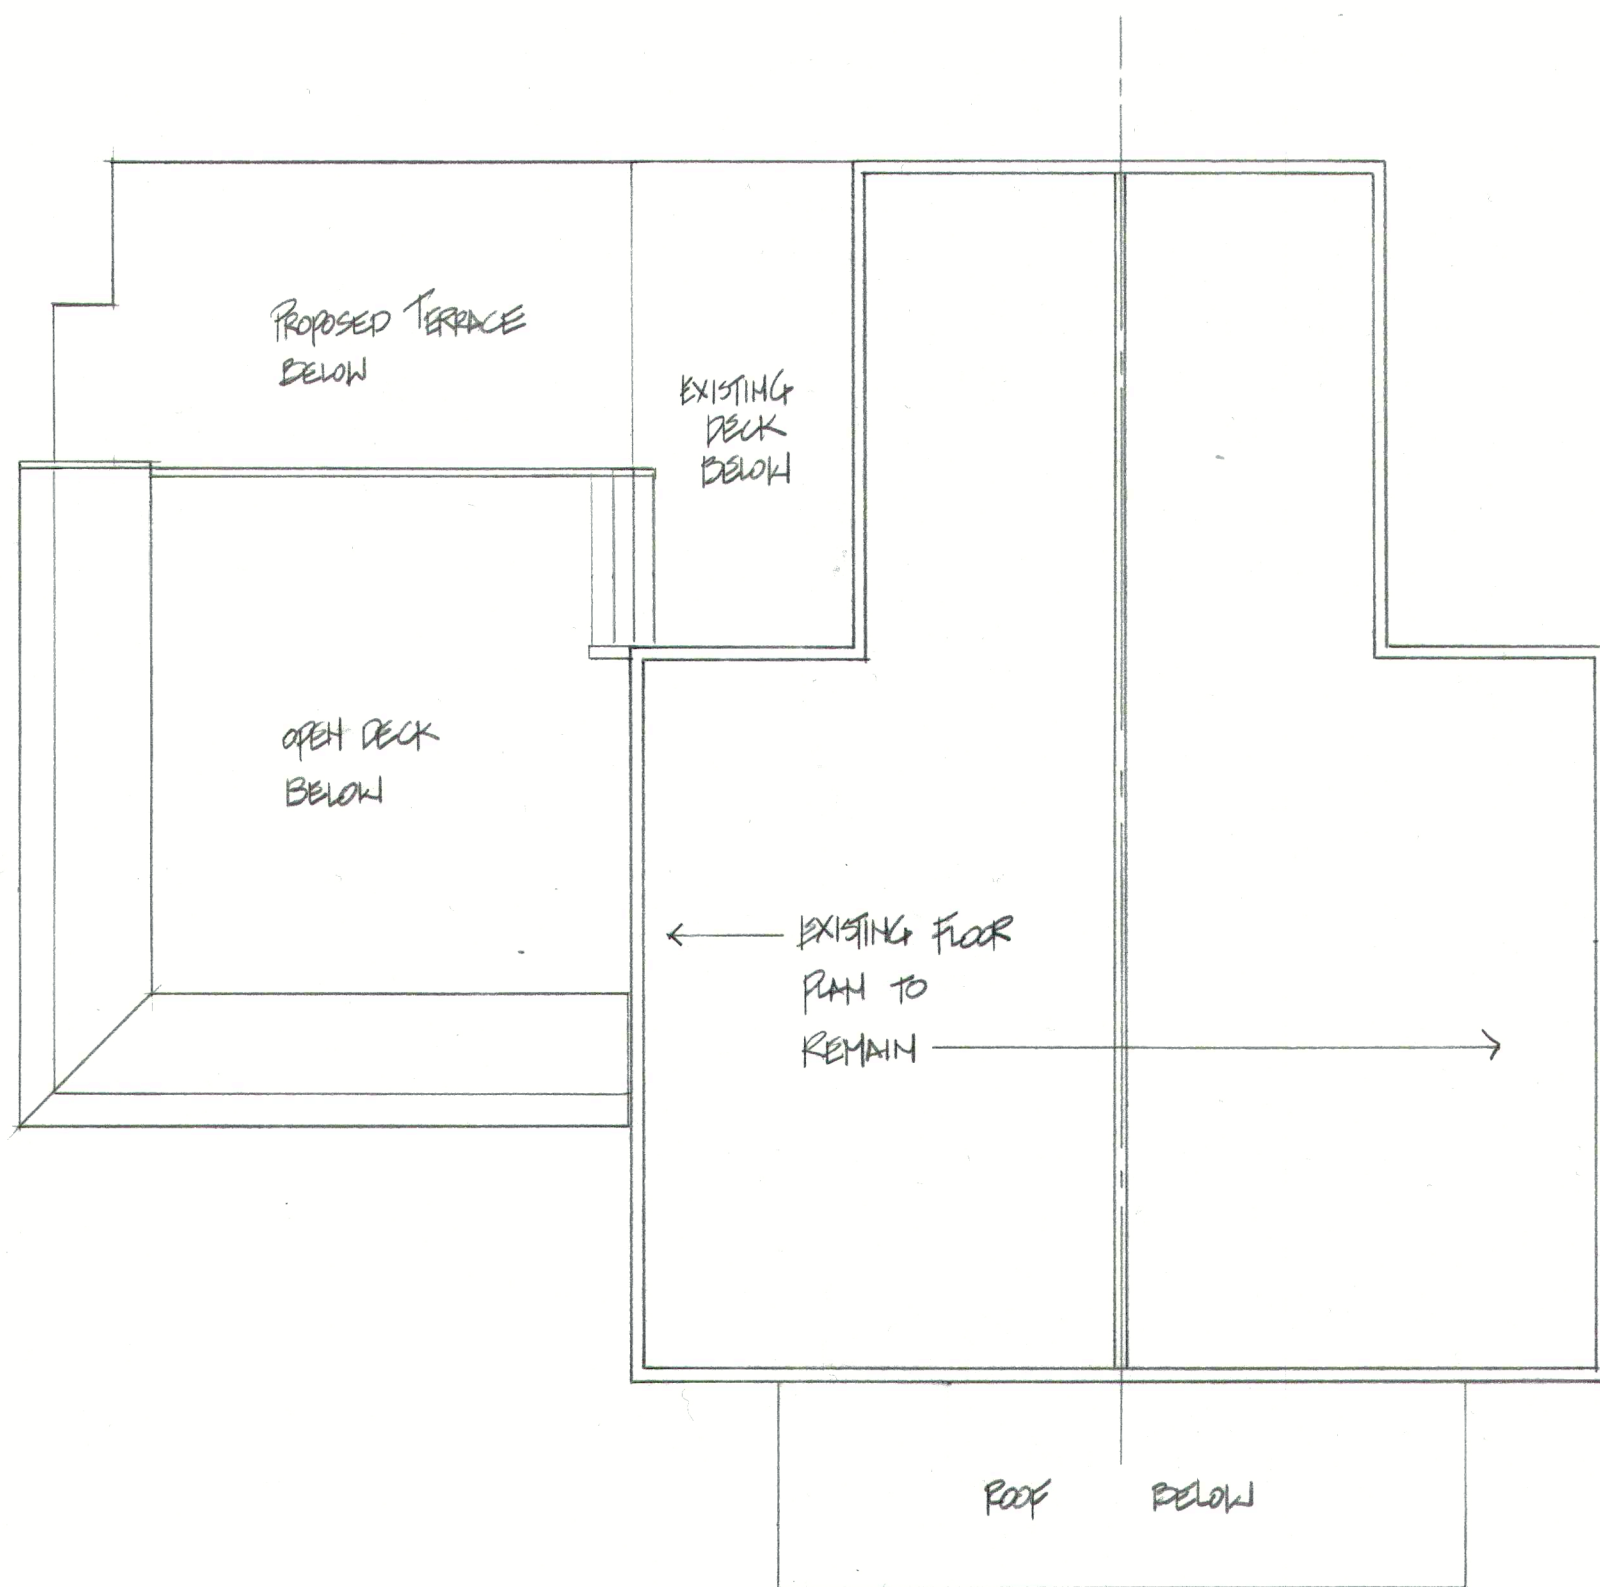 PROPOSED TERRACE
BELOW
EXISTING
DECK
BELOW
OPEN DECK
BELOW
EXISTING FLOOR
PLAN TO
REMAIN
ROOF BELOW